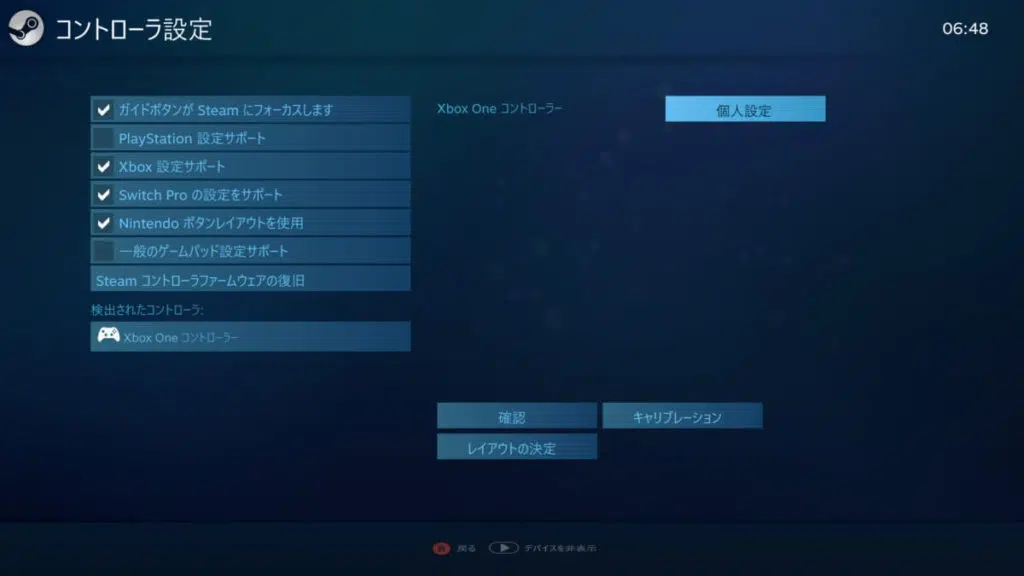 コントローラ設定
06:48
ガイドボタンが Steam にフォーカスします
PlayStation 設定サポート
Xbox 設定サポート
Switch Pro の設定をサポート
Nintendo ボタンレイアウトを使用
一般のゲームパッド設定サポート
Steam コントローラファームウェアの復旧
検出されたコントローラ:
Xbox One コントローラー
Xbox One コントローラー
個人設定
確認
キャリブレーション
レイアウトの決定
戻る
デバイスを非表示